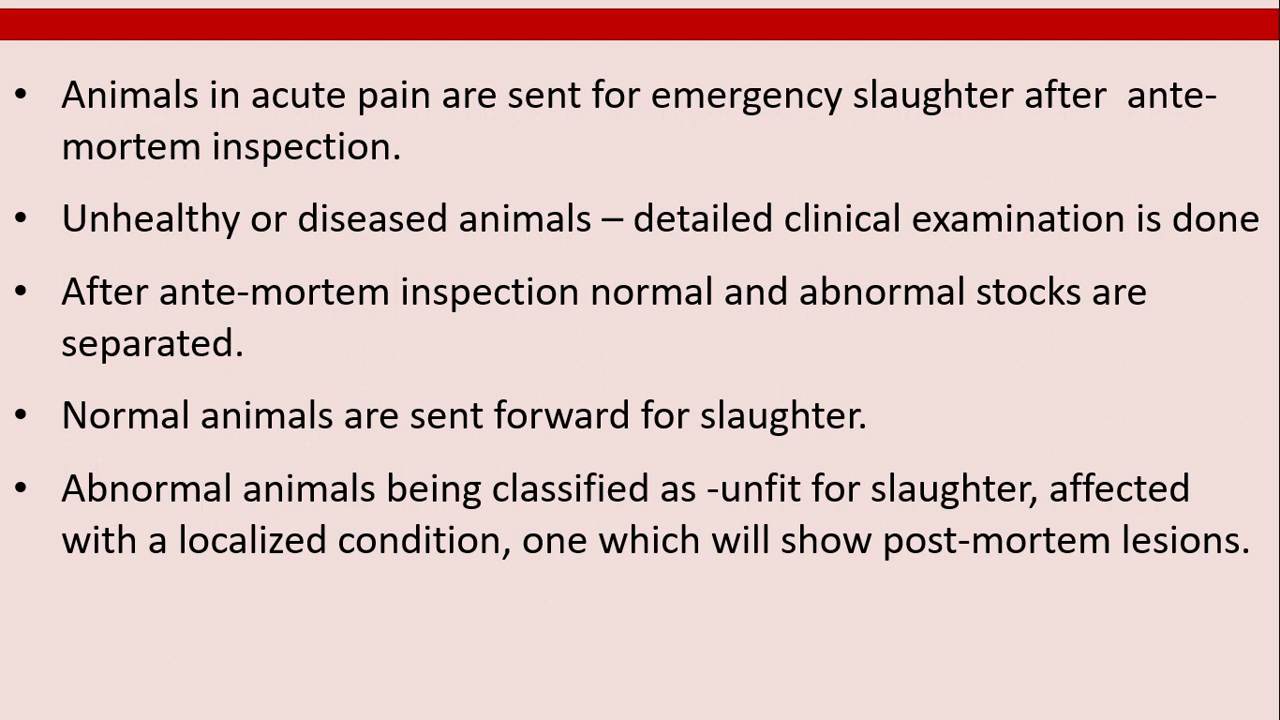 • Animals in acute pain are sent for emergency slaughter after  ante-
mortem inspection.
• Unhealthy or diseased animals – detailed clinical examination is done
• After ante-mortem inspection normal and abnormal stocks are
separated.
• Normal animals are sent forward for slaughter.
• Abnormal animals being classified as -unfit for slaughter, affected
with a localized condition, one which will show post-mortem lesions.